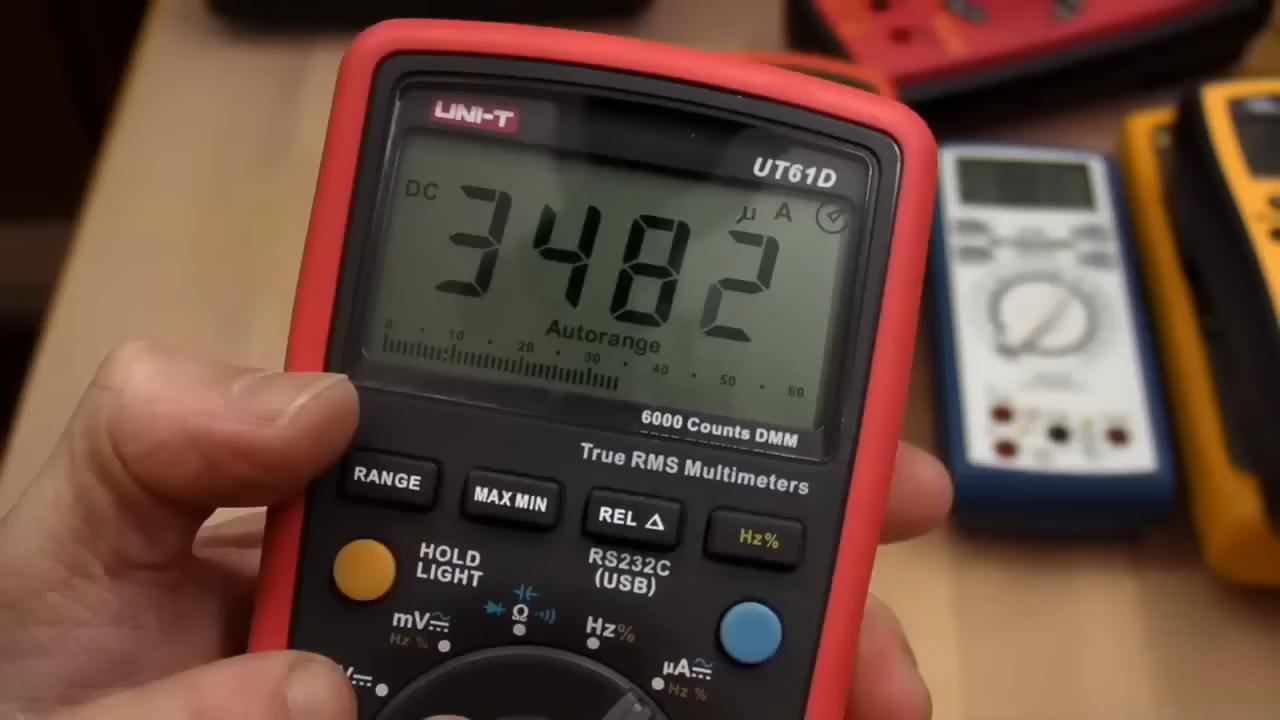 UNI-T
UT61D
DC
μ A
3482
Autorange
0 10 20 30 40 50 60
6000 Counts DMM
True RMS Multimeters
RANGE
MAX MIN
REL Δ
Hz%
HOLD
LIGHT
RS232C
(USB)
mV
Hz %
Ω
Hz%
μA
Hz %
V